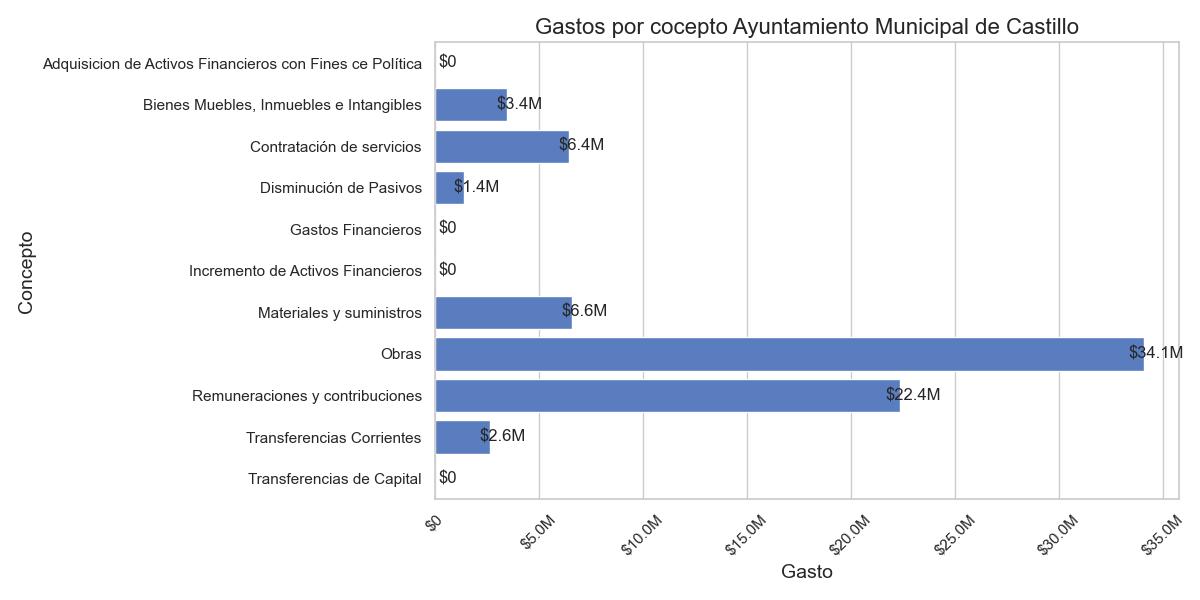 Gastos por cocepto Ayuntamiento Municipal de Castillo
Concepto
Adquisicion de Activos Financieros con Fines ce Política $0
Bienes Muebles, Inmuebles e Intangibles $3.4M
Contratación de servicios $6.4M
Disminución de Pasivos $1.4M
Gastos Financieros $0
Incremento de Activos Financieros $0
Materiales y suministros $6.6M
Obras $34.1M
Remuneraciones y contribuciones $22.4M
Transferencias Corrientes $2.6M
Transferencias de Capital $0
$0 $5.0M $10.0M $15.0M $20.0M $25.0M $30.0M $35.0M
Gasto